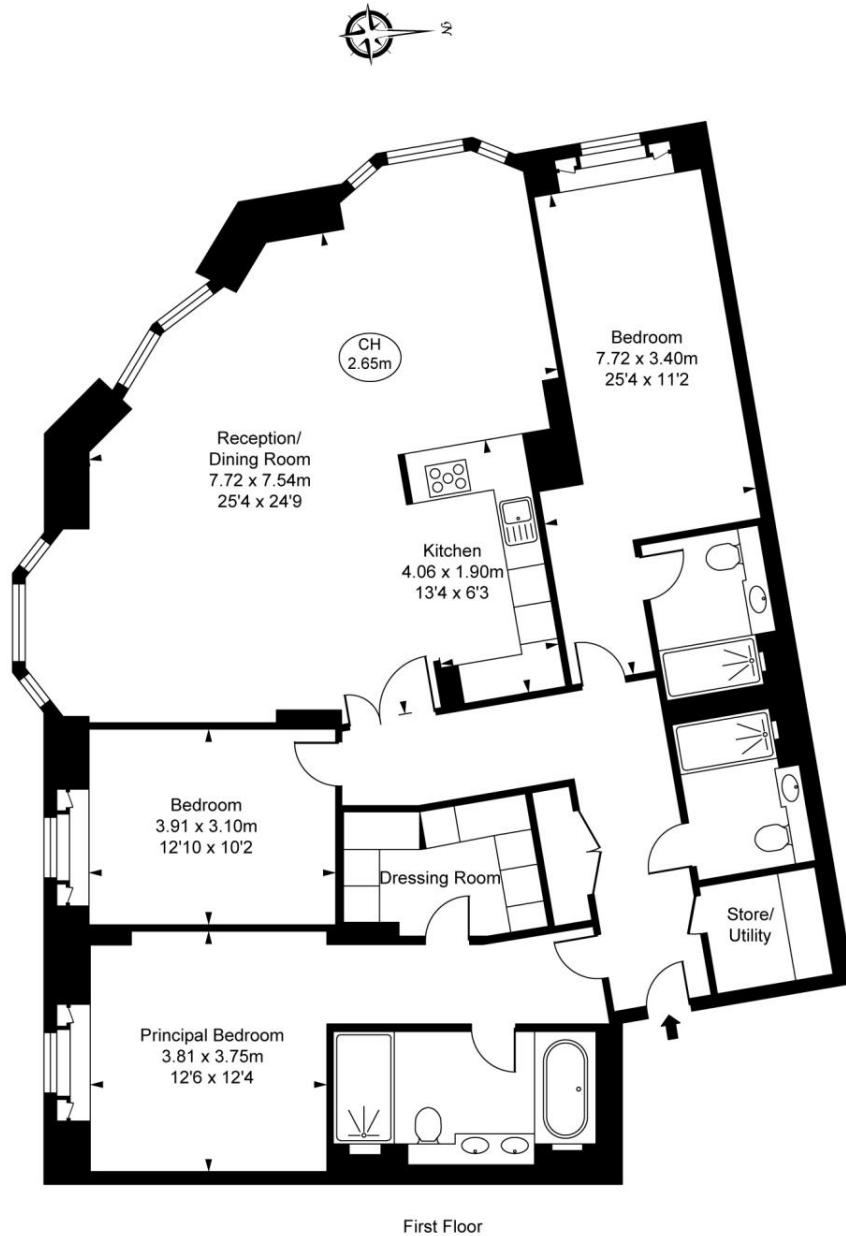 N
CH
2.65m
Bedroom
7.72 x 3.40m
25'4 x 11'2
Reception/
Dining Room
7.72 x 7.54m
25'4 x 24'9
Kitchen
4.06 x 1.90m
13'4 x 6'3
Bedroom
3.91 x 3.10m
12'10 x 10'2
Dressing Room
Store/
Utility
Principal Bedroom
3.81 x 3.75m
12'6 x 12'4
First Floor